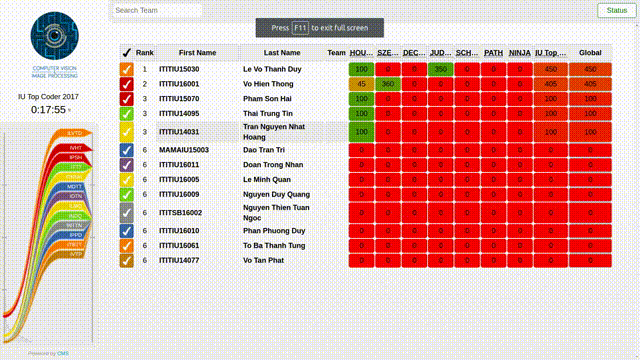 Search Team
Press F11 to exit full screen
Status
COMPUTER VISION
IMAGE PROCESSING
IU Top Coder 2017
0:17:55
✓ Rank First Name Last Name Team HOU... SZE... DEC... JUD... SCH... PATH NINJA IU Top_... Global
✓ 1 ITITIU15030 Le Vo Thanh Duy 100 0 0 350 0 0 0 450 450
✓ 2 ITITIU16001 Vo Hien Thong 45 360 0 0 0 0 0 405 405
✓ 3 ITITIU15070 Pham Son Hai 100 0 0 0 0 0 0 100 100
✓ 3 ITITIU14095 Thai Trung Tin 100 0 0 0 0 0 0 100 100
✓ 3 ITITIU14031 Tran Nguyen Nhat Hoang 100 0 0 0 0 0 0 100 100
✓ 6 MAMAIU15003 Dao Tran Tri 0 0 0 0 0 0 0 0 0
✓ 6 ITITIU16011 Doan Trong Nhan 0 0 0 0 0 0 0 0 0
✓ 6 ITITIU16005 Le Minh Quan 0 0 0 0 0 0 0 0 0
✓ 6 ITITIU16009 Nguyen Duy Quang 0 0 0 0 0 0 0 0 0
✓ 6 ITITSB16002 Nguyen Thien Tuan Ngoc 0 0 0 0 0 0 0 0 0
✓ 6 ITITIU16010 Phan Phuong Duy 0 0 0 0 0 0 0 0 0
✓ 6 ITITIU16061 To Ba Thanh Tung 0 0 0 0 0 0 0 0 0
✓ 6 ITITIU14077 Vo Tan Phat 0 0 0 0 0 0 0 0 0
ILVTD
IVHT
IPSH
MDTT
IDTN
IPPD
IVTP
Powered by CMS